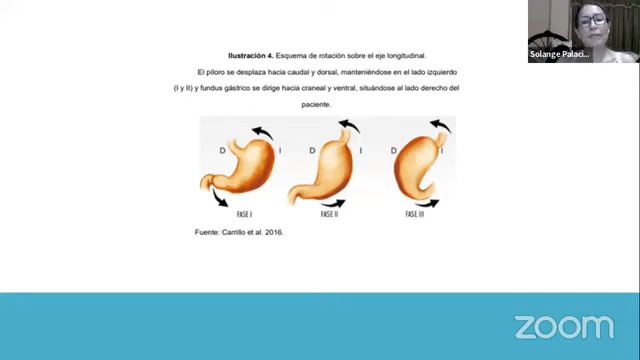 Solange Palaci...
Ilustración 4. Esquema de rotación sobre el eje longitudinal.
El píloro se desplaza hacia caudal y dorsal, manteniéndose en el lado izquierdo
(I y II) y fundus gástrico se dirige hacia craneal y ventral, situándose al lado derecho del
paciente.
D I D I D I
FASE I FASE II FASE III
Fuente: Carrillo et al. 2016.
zoom